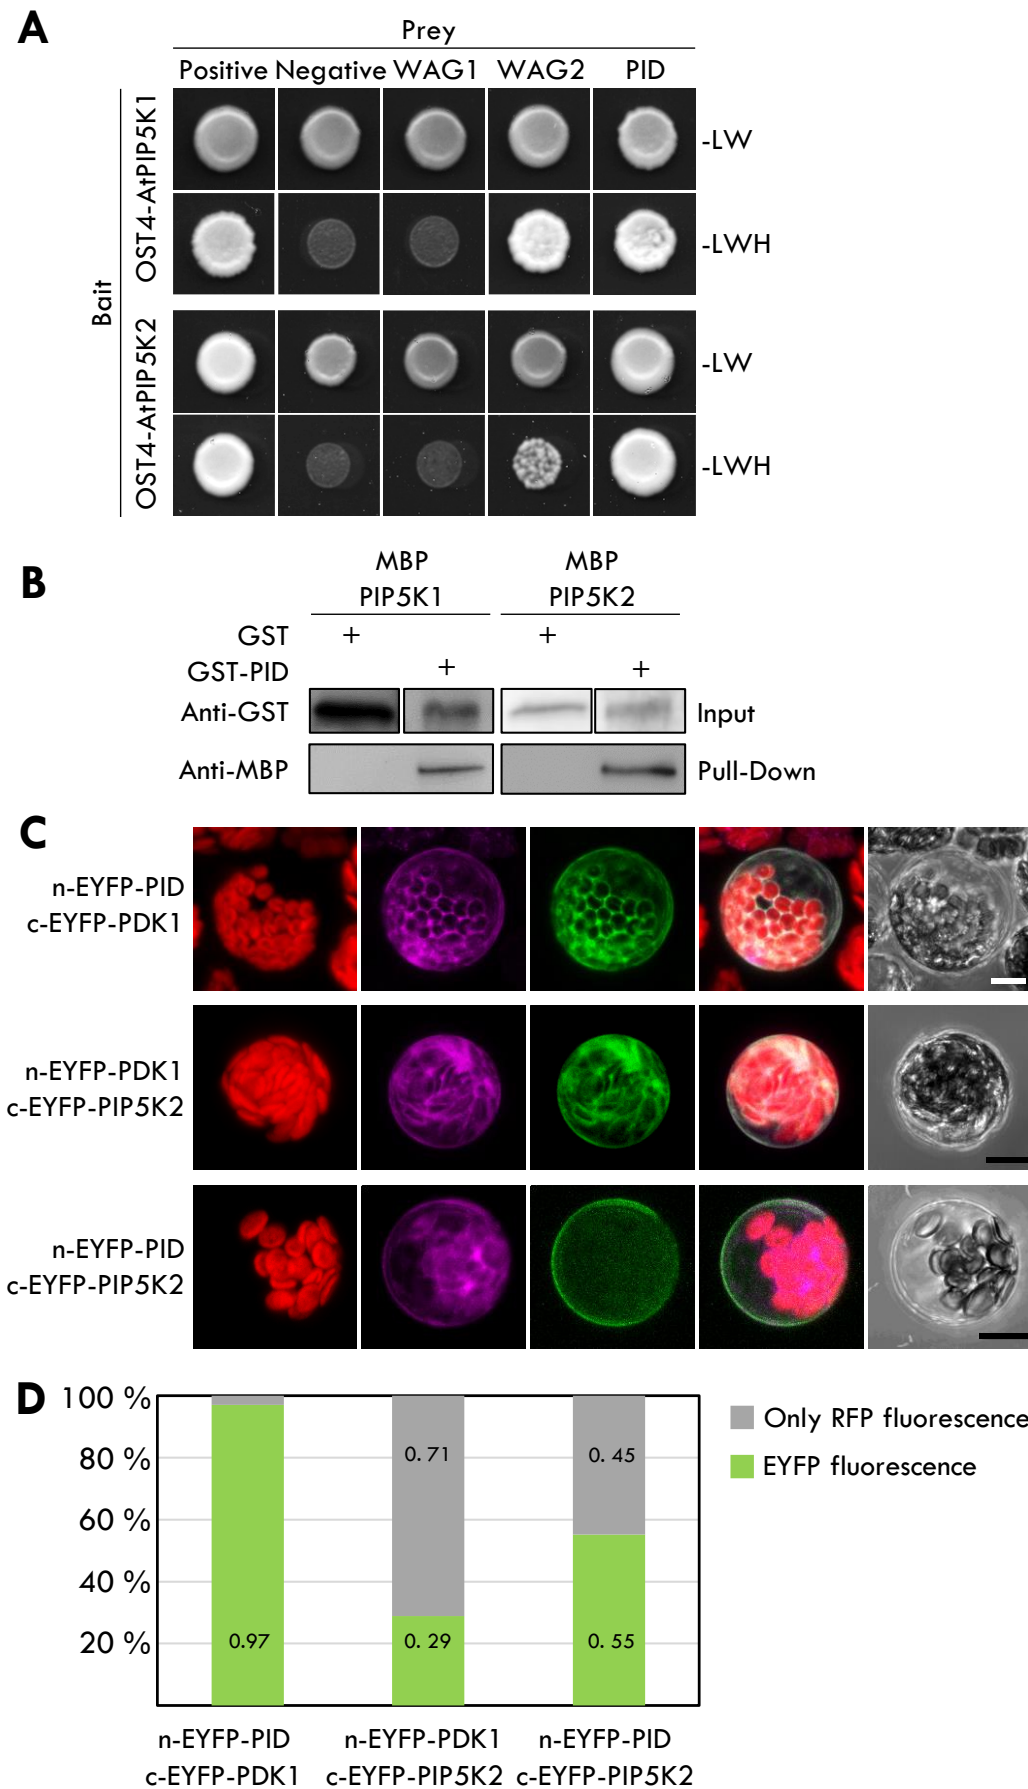 A
Prey
Positive Negative WAG1 WAG2 PID
Bait
OST4-AtPIP5K1
-LW
-LWH
OST4-AtPIP5K2
-LW
-LWH
B
MBP MBP
PIP5K1 PIP5K2
GST + +
GST-PID + +
Anti-GST Input
Anti-MBP Pull-Down
C
n-EYFP-PID
c-EYFP-PDK1
n-EYFP-PDK1
c-EYFP-PIP5K2
n-EYFP-PID
c-EYFP-PIP5K2
D
100 %
80 %
60 %
40 %
20 %
0.71 0.45
0.97 0.29 0.55
Only RFP fluorescence
EYFP fluorescence
n-EYFP-PID n-EYFP-PDK1 n-EYFP-PID
c-EYFP-PDK1 c-EYFP-PIP5K2 c-EYFP-PIP5K2